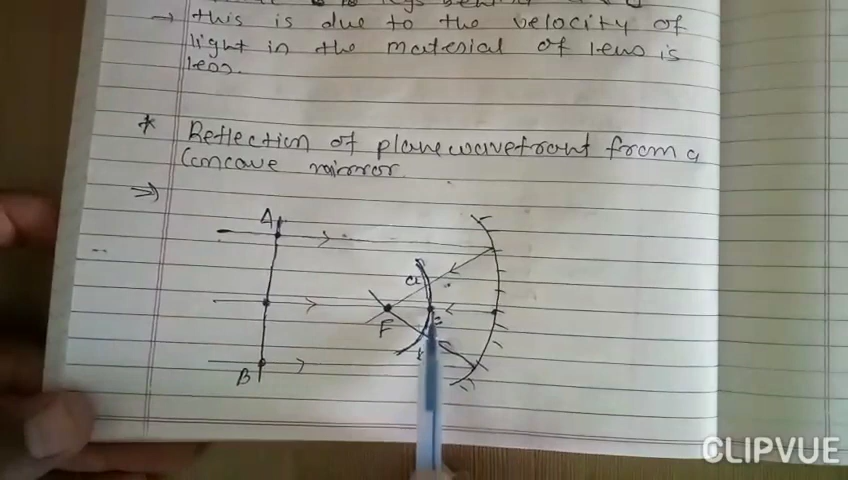 → this is due to the velocity of
light in the material of lens is
less.
* Reflection of plane wavefront from a
Concave mirror.
⇒
A
a
F
B
CLIPVUE